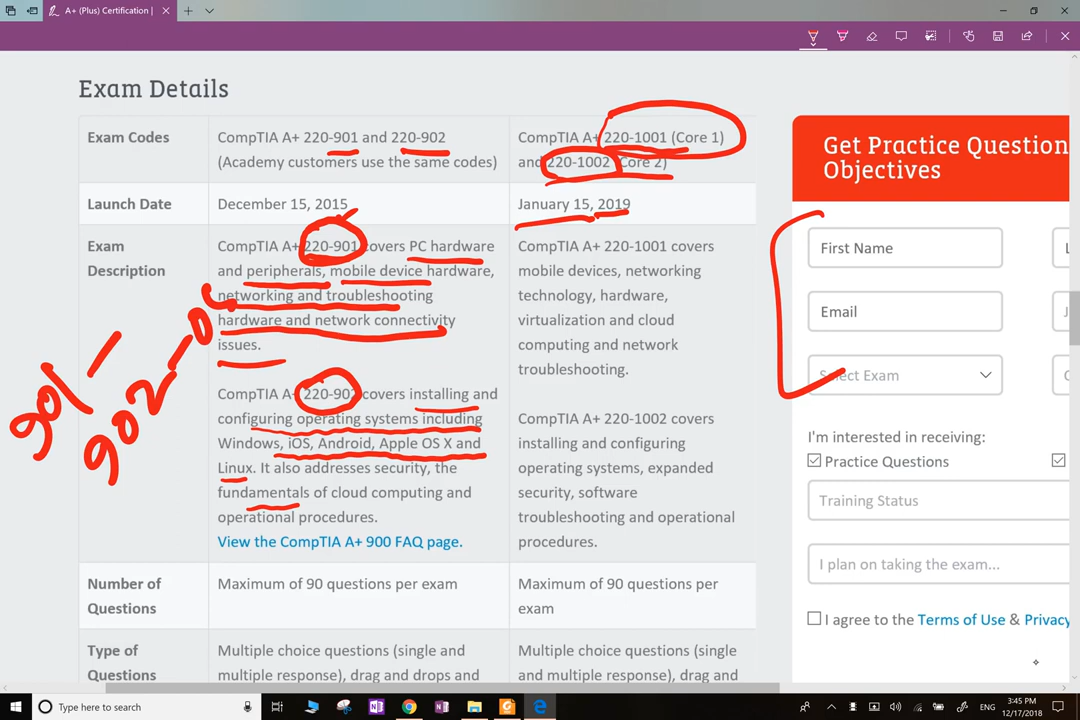 A+ (Plus) Certification |
Exam Details
Exam Codes
CompTIA A+ 220-901 and 220-902
(Academy customers use the same codes)
CompTIA A+ 220-1001 (Core 1)
and 220-1002 (Core 2)
Launch Date
December 15, 2015
January 15, 2019
Exam
Description
CompTIA A+ 220-901 covers PC hardware
and peripherals, mobile device hardware,
networking and troubleshooting
hardware and network connectivity
issues.
CompTIA A+ 220-902 covers installing and
configuring operating systems including
Windows, iOS, Android, Apple OS X and
Linux. It also addresses security, the
fundamentals of cloud computing and
operational procedures.
View the CompTIA A+ 900 FAQ page.
CompTIA A+ 220-1001 covers
mobile devices, networking
technology, hardware,
virtualization and cloud
computing and network
troubleshooting.
CompTIA A+ 220-1002 covers
installing and configuring
operating systems, expanded
security, software
troubleshooting and operational
procedures.
901 -
902-
Number of
Questions
Maximum of 90 questions per exam
Maximum of 90 questions per
exam
Type of
Questions
Multiple choice questions (single and
multiple response), drag and drops and
Multiple choice questions (single
and multiple response), drag and
Get Practice Question
Objectives
First Name
L
Email
J
Select Exam
I'm interested in receiving:
Practice Questions
Training Status
I plan on taking the exam...
I agree to the Terms of Use & Privacy
Type here to search
ENG
3:45 PM
12/17/2018